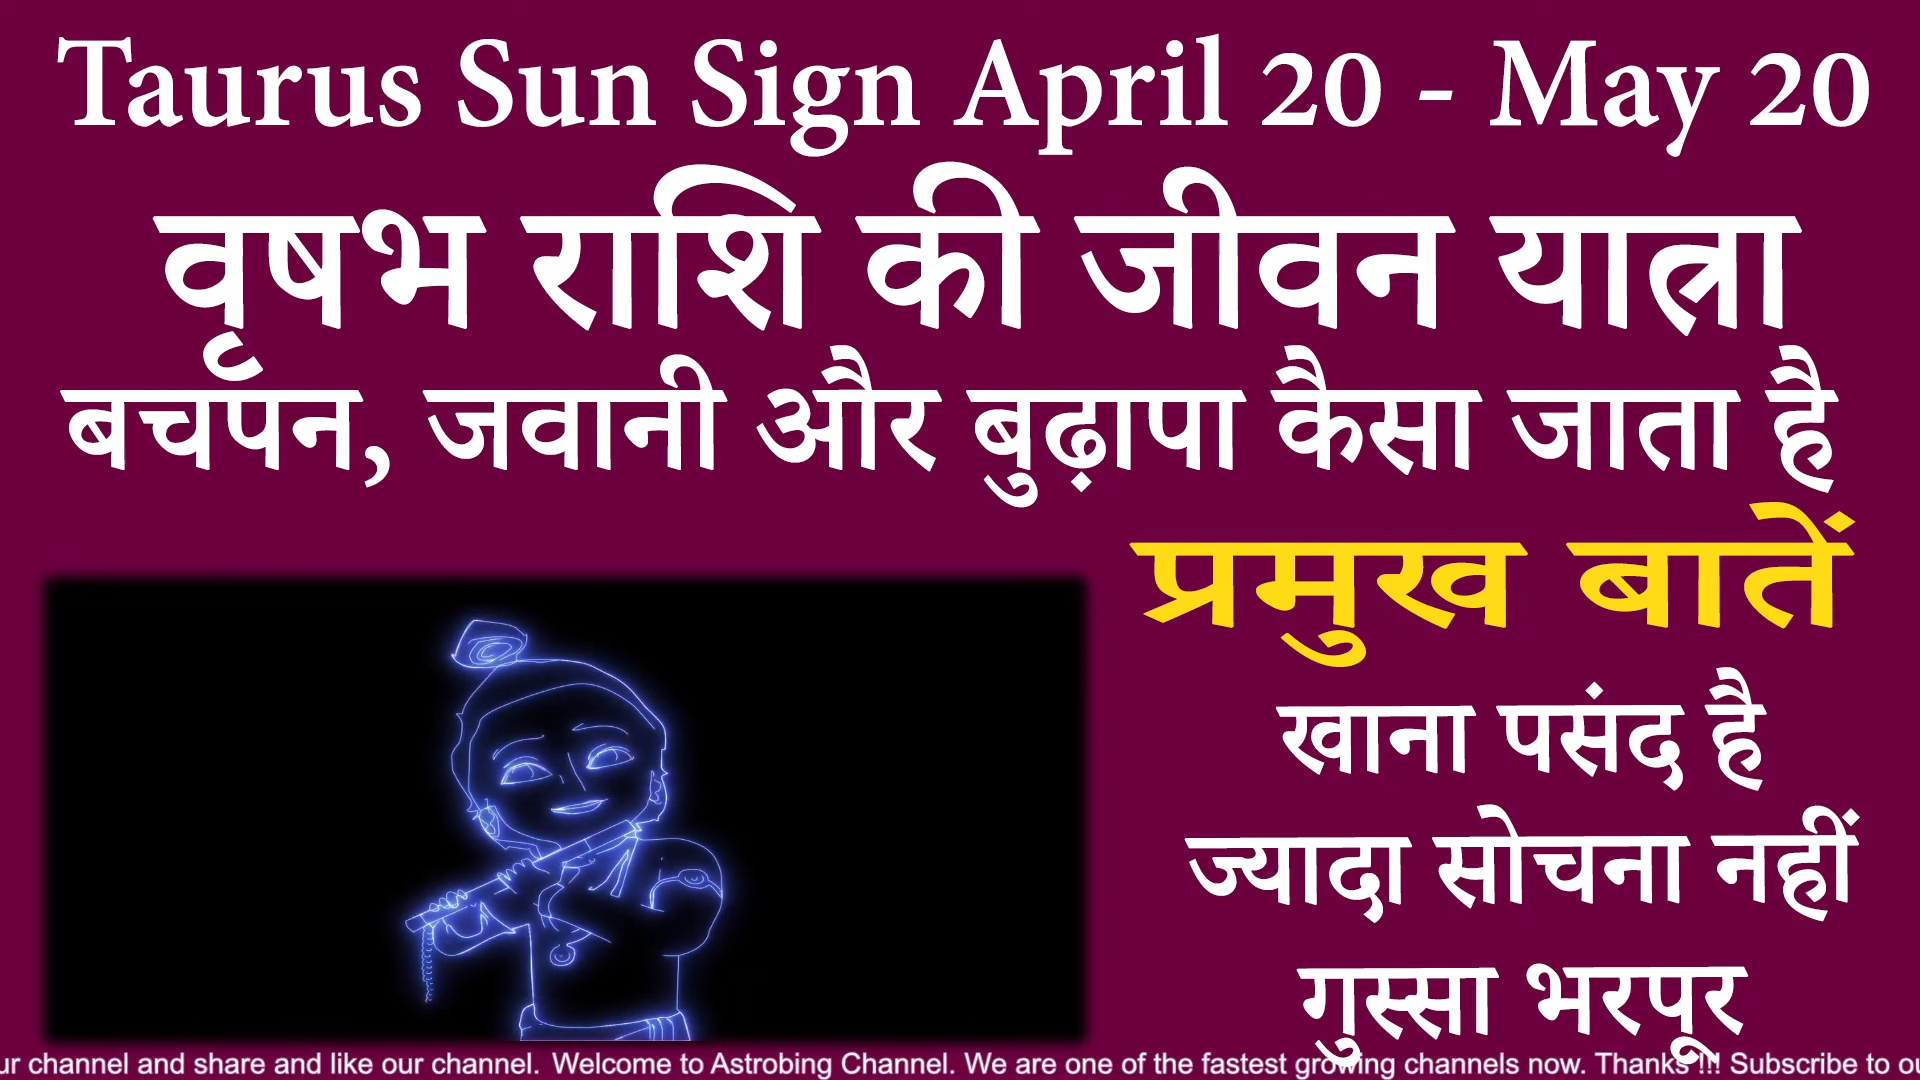 Taurus Sun Sign April 20 - May 20
वृषभ राशि की जीवन यात्रा
बचपन, जवानी और बुढ़ापा कैसा जाता है
प्रमुख बातें
खाना पसंद है
ज्यादा सोचना नहीं
गुस्सा भरपूर
ur channel and share and like our channel. Welcome to Astrobing Channel. We are one of the fastest growing channels now. Thanks !!! Subscribe to ou